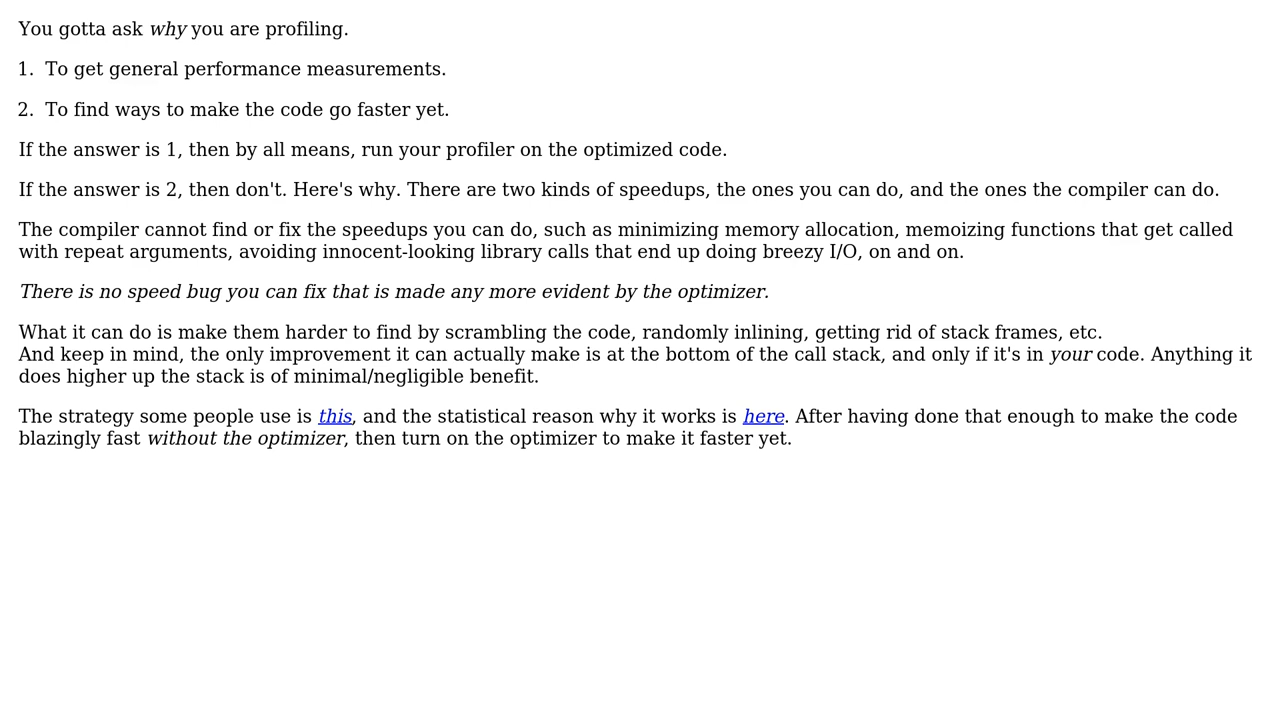 You gotta ask why you are profiling.
1. To get general performance measurements.
2. To find ways to make the code go faster yet.
If the answer is 1, then by all means, run your profiler on the optimized code.
If the answer is 2, then don't. Here's why. There are two kinds of speedups, the ones you can do, and the ones the compiler can do.
The compiler cannot find or fix the speedups you can do, such as minimizing memory allocation, memoizing functions that get called
with repeat arguments, avoiding innocent-looking library calls that end up doing breezy I/O, on and on.
There is no speed bug you can fix that is made any more evident by the optimizer.
What it can do is make them harder to find by scrambling the code, randomly inlining, getting rid of stack frames, etc.
And keep in mind, the only improvement it can actually make is at the bottom of the call stack, and only if it's in your code. Anything it
does higher up the stack is of minimal/negligible benefit.
The strategy some people use is this, and the statistical reason why it works is here. After having done that enough to make the code
blazingly fast without the optimizer, then turn on the optimizer to make it faster yet.